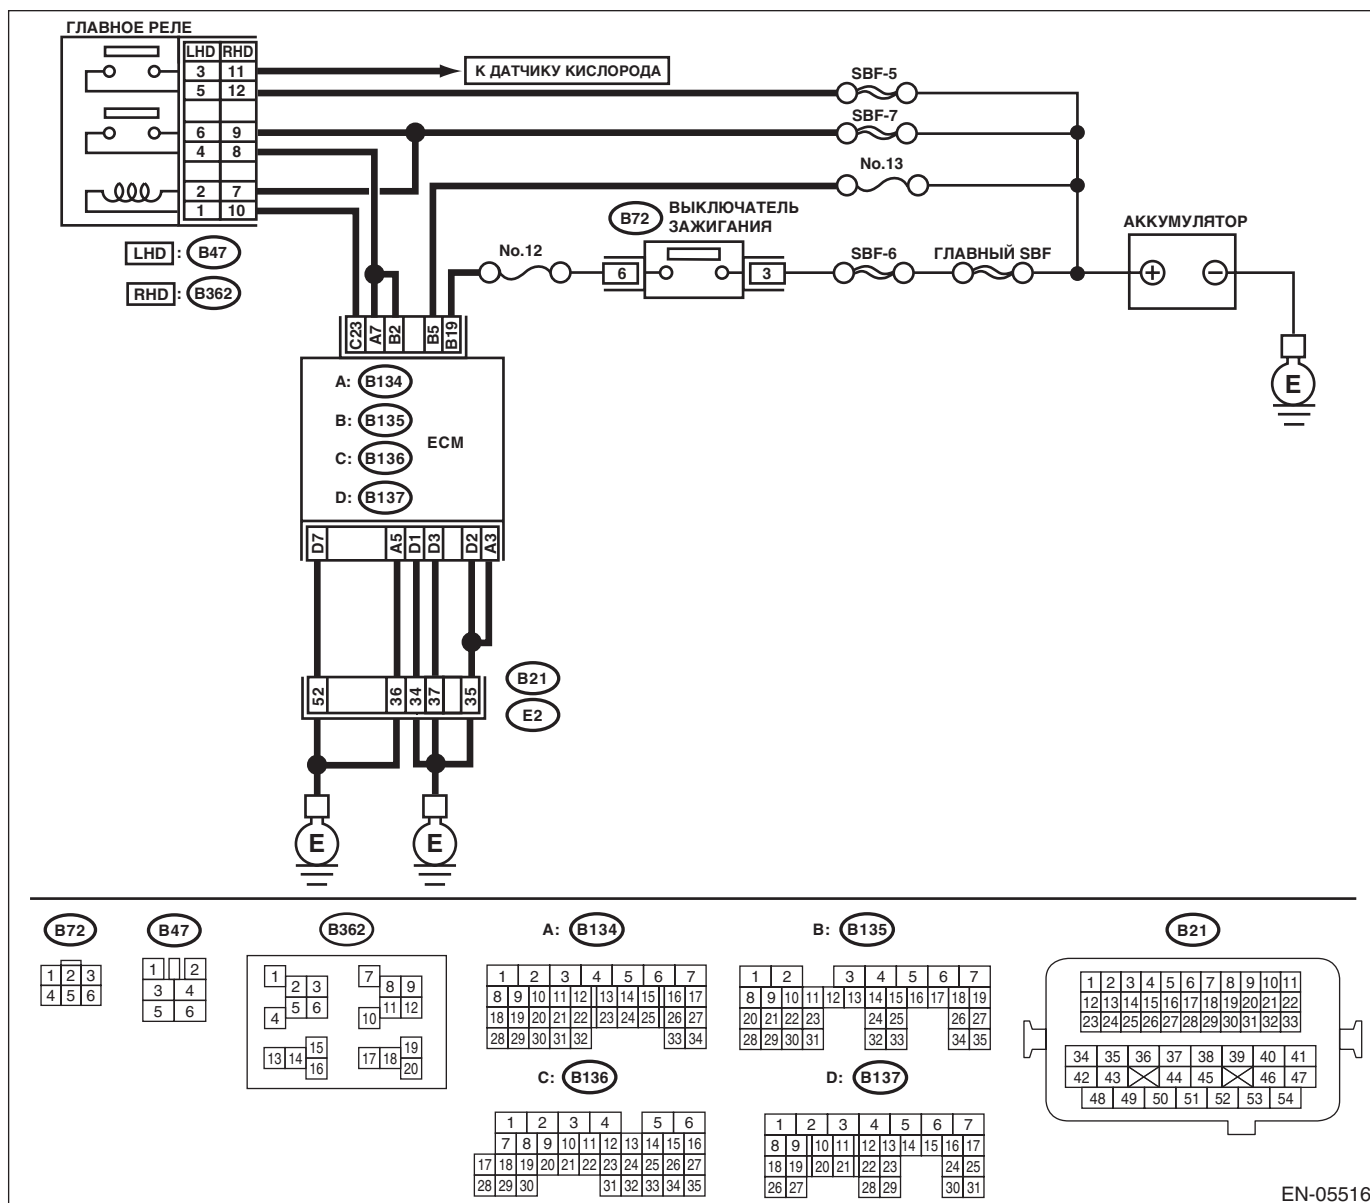 ГЛАВНОЕ РЕЛЕ
LHD RHD
3 11
5 12
6 9
4 8
2 7
1 10
К ДАТЧИКУ КИСЛОРОДА
SBF-5
SBF-7
No.13
B72 ВЫКЛЮЧАТЕЛЬ
ЗАЖИГАНИЯ
АККУМУЛЯТОР
LHD : B47
RHD : B362
No.12
6
3
SBF-6
ГЛАВНЫЙ SBF
+ −
E
C23 A7 B2 B5 B19
A: B134
B: B135
ECM
C: B136
D: B137
D7 A5 D1 D3 D2 A3
52 36 34 37 35
B21
E2
E E
B72
1 2 3
4 5 6
B47
1 2
3 4
5 6
B362
1 7
2 3 8 9
5 6 11 12
4 10
13 14 15 17 18 19
16 20
A: B134
1 2 3 4 5 6 7
8 9 10 11 12 13 14 15 16 17
18 19 20 21 22 23 24 25 26 27
28 29 30 31 32 33 34
B: B135
1 2 3 4 5 6 7
8 9 10 11 12 13 14 15 16 17 18 19
20 21 22 23 24 25 26 27
28 29 30 31 32 33 34 35
B21
1 2 3 4 5 6 7 8 9 10 11
12 13 14 15 16 17 18 19 20 21 22
23 24 25 26 27 28 29 30 31 32 33
34 35 36 37 38 39 40 41
42 43 44 45 46 47
48 49 50 51 52 53 54
C: B136
1 2 3 4 5 6
7 8 9 10 11 12 13 14 15 16
17 18 19 20 21 22 23 24 25 26 27
28 29 30 31 32 33 34 35
D: B137
1 2 3 4 5 6 7
8 9 10 11 12 13 14 15 16 17
18 19 20 21 22 23 24 25
26 27 28 29 30 31
EN-05516